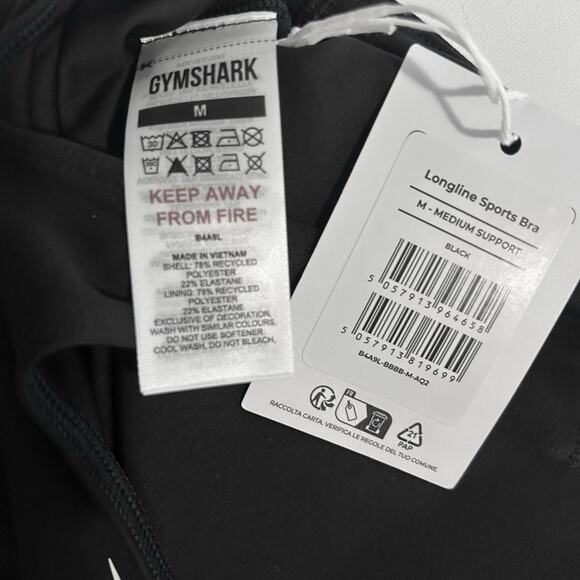 GYMSHARK
M
30
KEEP AWAY
FROM FIRE
B4A9L
MADE IN VIETNAM
SHELL: 78% RECYCLED
POLYESTER
22% ELASTANE
LINING: 78% RECYCLED
POLYESTER
22% ELASTANE
EXCLUSIVE OF DECORATION.
WASH WITH SIMILAR COLOURS.
DO NOT USE SOFTENER.
COOL WASH. DO NOT BLEACH.
Longline Sports Bra
M - MEDIUM SUPPORT
BLACK
5 057913 964658
5 057913 819699
B4A9L-BBBB-M-AQ2
FR
21
PAP
RACCOLTA CARTA. VERIFICA LE REGOLE DEL TUO COMUNE.